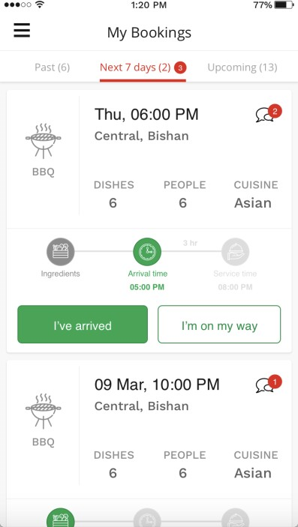 1:20 PM 77%
My Bookings
Past (6) Next 7 days (2) 3 Upcoming (13)
Thu, 06:00 PM 2
Central, Bishan
BBQ
DISHES PEOPLE CUISINE
6 6 Asian
3 hr
Ingredients Arrival time Service time
05:00 PM 08:00 PM
I've arrived I'm on my way
09 Mar, 10:00 PM 1
Central, Bishan
BBQ
DISHES PEOPLE CUISINE
6 6 Asian